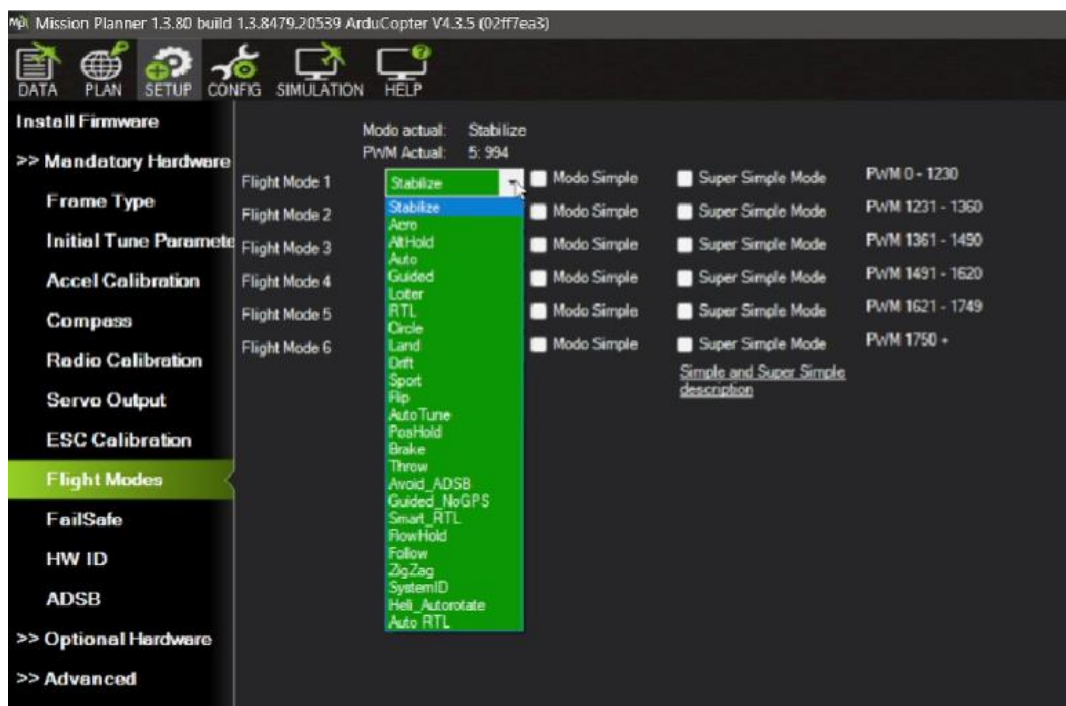 Mission Planner 1.3.80 build 1.3.8479.20539 ArduCopter V4.3.5 (02ff7ea3)
DATA PLAN SETUP CONFIG SIMULATION HELP
Install Firmware
>> Mandatory Hardware
Frame Type
Initial Tune Paramete
Accel Calibration
Compass
Radio Calibration
Servo Output
ESC Calibration
Flight Modes
FailSafe
HW ID
ADSB
>> Optional Hardware
>> Advanced
Modo actual: Stabilize
PWM Actual: 5: 994
Flight Mode 1 Stabilize Modo Simple Super Simple Mode PWM 0 - 1230
Flight Mode 2 Modo Simple Super Simple Mode PWM 1231 - 1360
Flight Mode 3 Modo Simple Super Simple Mode PWM 1361 - 1490
Flight Mode 4 Modo Simple Super Simple Mode PWM 1491 - 1620
Flight Mode 5 Modo Simple Super Simple Mode PWM 1621 - 1749
Flight Mode 6 Modo Simple Super Simple Mode PWM 1750 +
Simple and Super Simple
description
Stabilize
Acro
AltHold
Auto
Guided
Loiter
RTL
Circle
Land
Drift
Sport
Flip
AutoTune
PosHold
Brake
Throw
Avoid_ADSB
Guided_NoGPS
Smart_RTL
FlowHold
Follow
ZigZag
SystemID
Heli_Autorotate
Auto RTL